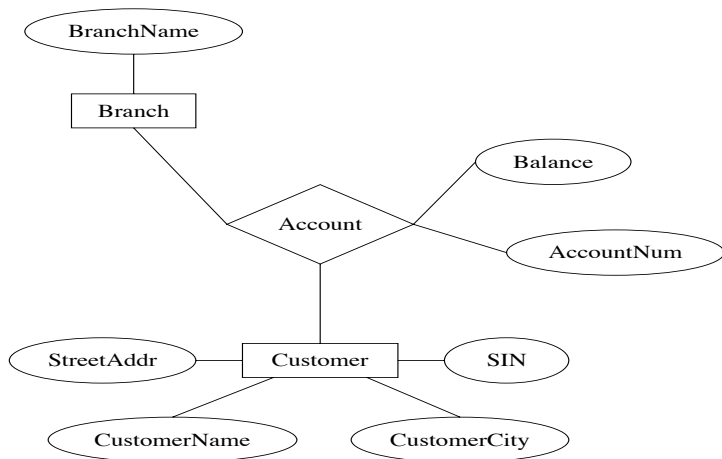 BranchName
Branch
Balance
Account
AccountNum
StreetAddr
Customer
SIN
CustomerName
CustomerCity